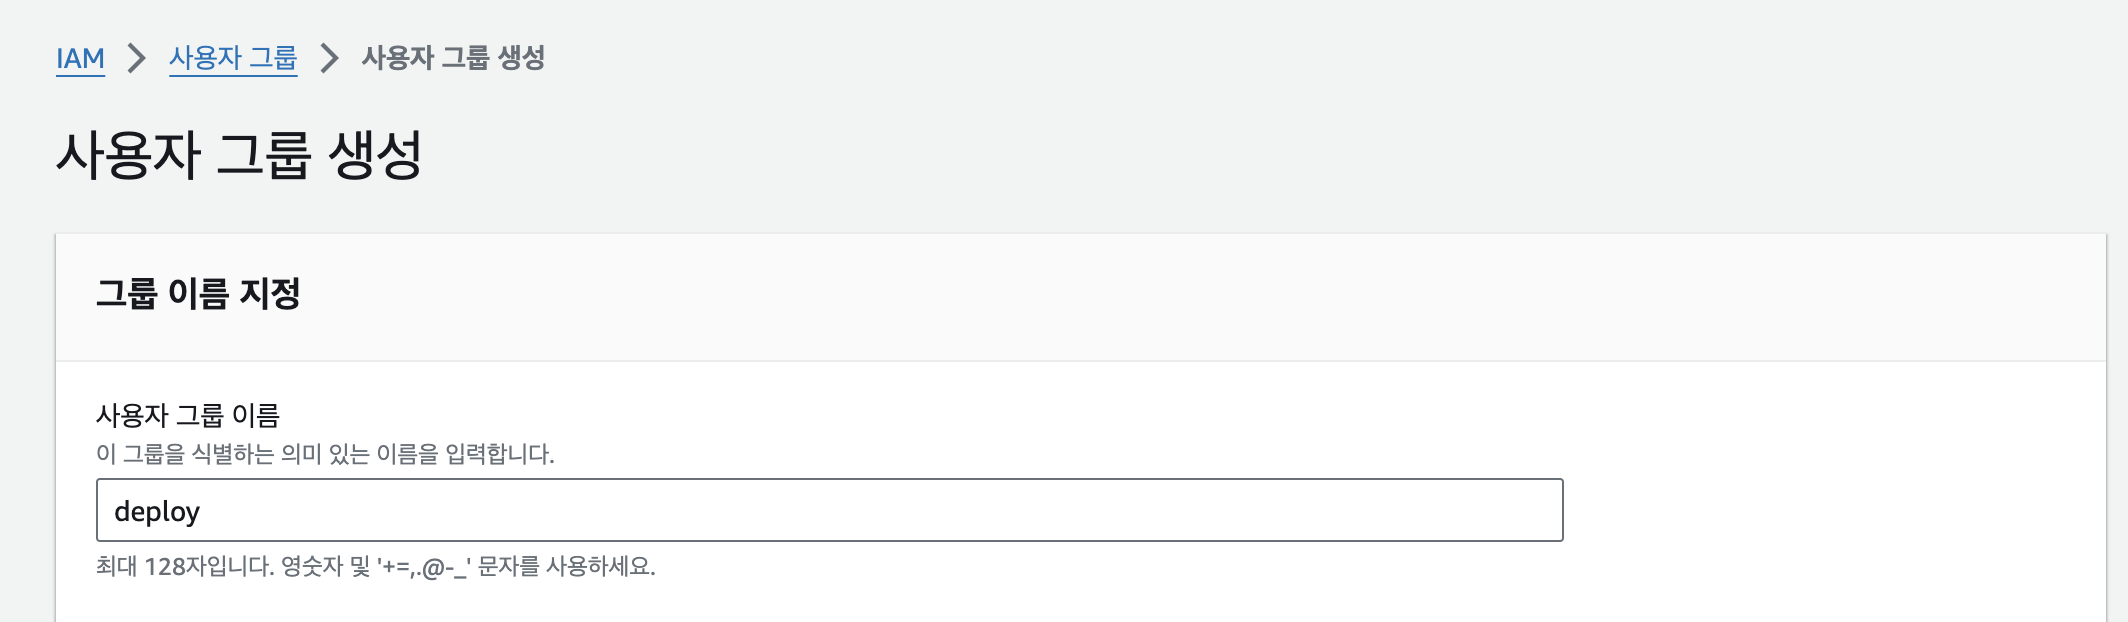 IAM > 사용자 그룹 > 사용자 그룹 생성
사용자 그룹 생성
그룹 이름 지정
사용자 그룹 이름
이 그룹을 식별하는 의미 있는 이름을 입력합니다.
deploy
최대 128자입니다. 영숫자 및 '+=,.@-_' 문자를 사용하세요.